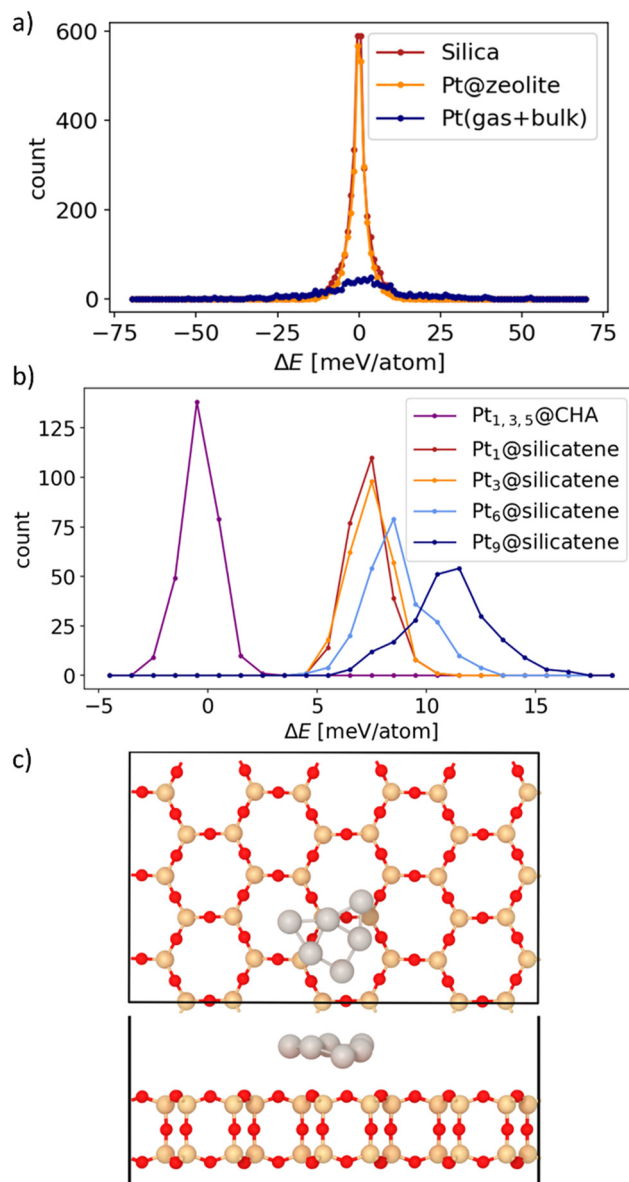 a)
600
400
200
0
count
Silica
Pt@zeolite
Pt(gas+bulk)
−75 −50 −25 0 25 50 75
ΔE [meV/atom]
b)
125
100
75
50
25
0
count
Pt₁,₃,₅@CHA
Pt₁@silicatene
Pt₃@silicatene
Pt₆@silicatene
Pt₉@silicatene
−5 0 5 10 15
ΔE [meV/atom]
c)